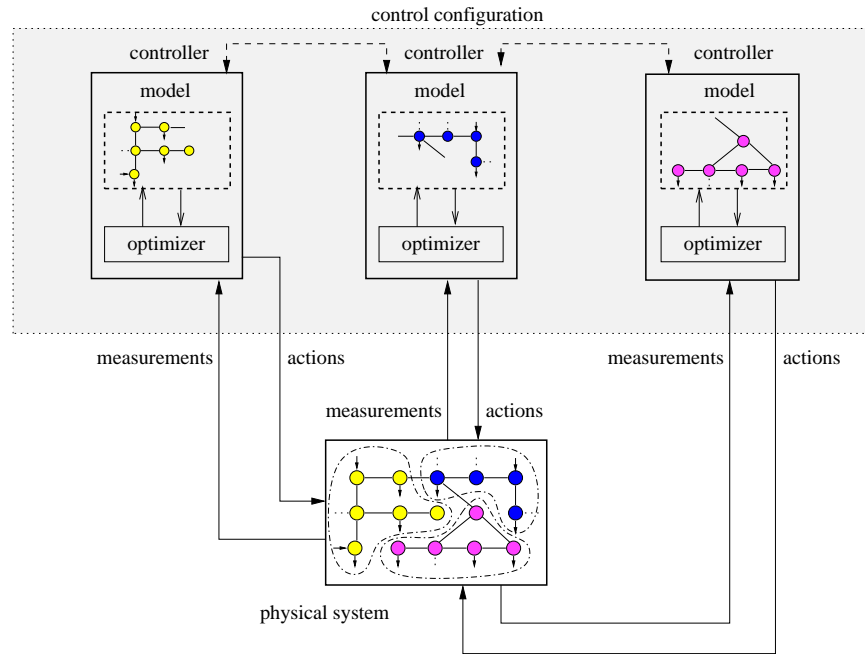 control configuration
controller
controller
controller
model
model
model
optimizer
optimizer
optimizer
measurements
actions
measurements
actions
measurements
actions
physical system